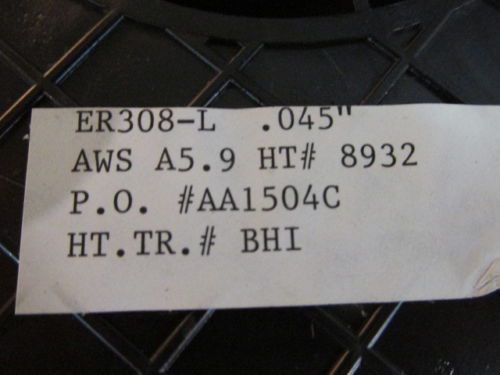 ER308-L .045"
AWS A5.9 HT# 8932
P.O. #AA1504C
HT.TR.# BHI